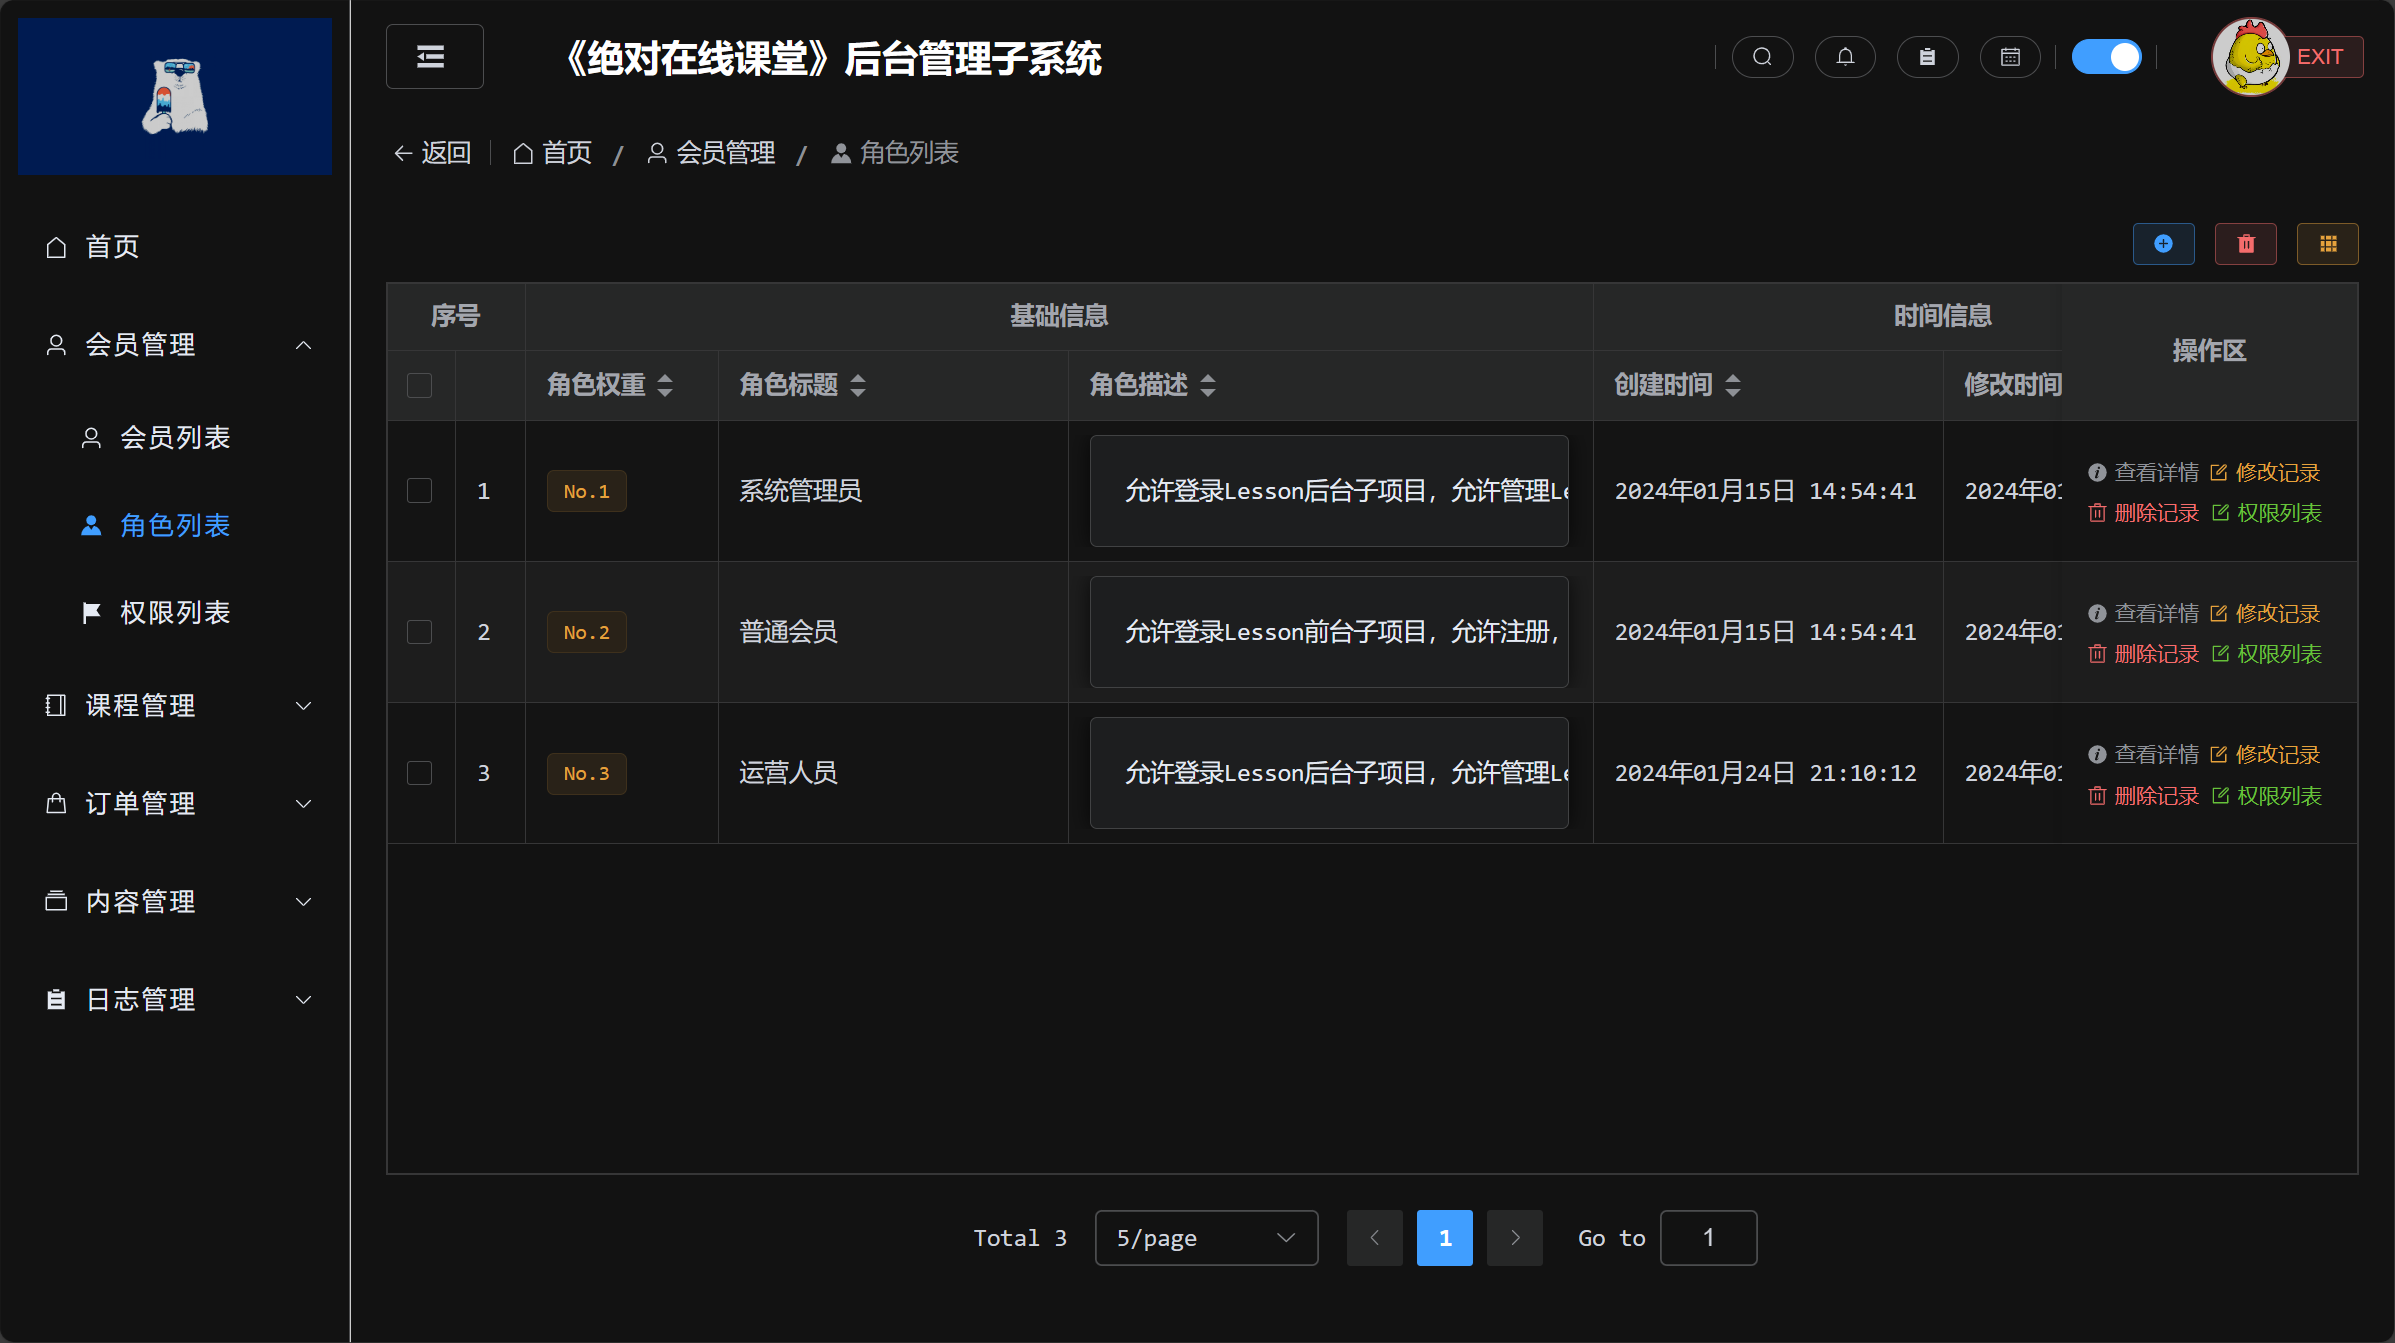 《绝对在线课堂》后台管理子系统
EXIT
返回 首页 / 会员管理 / 角色列表
首页
会员管理
会员列表
角色列表
权限列表
课程管理
订单管理
内容管理
日志管理
序号 基础信息 时间信息 操作区
角色权重 角色标题 角色描述 创建时间 修改时间
1 No.1 系统管理员 允许登录Lesson后台子项目，允许管理Le 2024年01月15日 14:54:41 2024年01 查看详情 修改记录
删除记录 权限列表
2 No.2 普通会员 允许登录Lesson前台子项目，允许注册， 2024年01月15日 14:54:41 2024年01 查看详情 修改记录
删除记录 权限列表
3 No.3 运营人员 允许登录Lesson后台子项目，允许管理Le 2024年01月24日 21:10:12 2024年01 查看详情 修改记录
删除记录 权限列表
Total 3 5/page 1 Go to 1